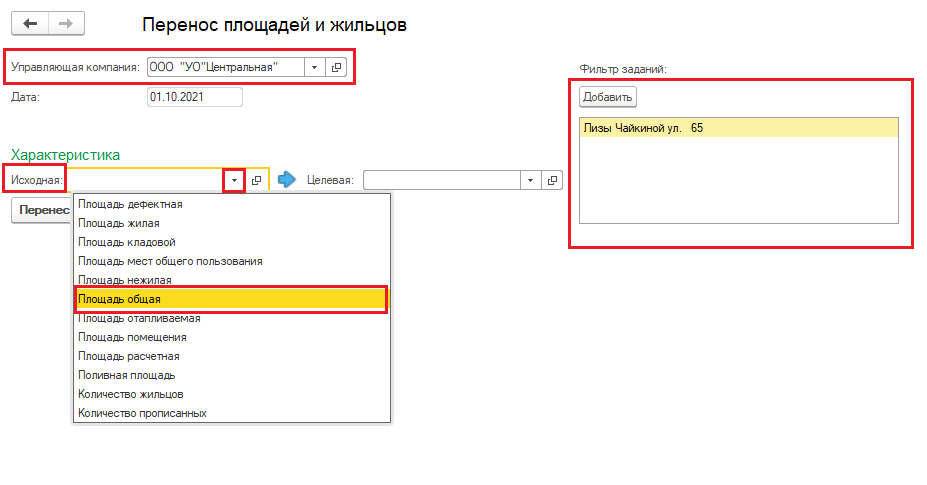 Перенос площадей и жильцов
Управляющая компания: ООО "УО"Центральная"
Дата: 01.10.2021
Фильтр заданий:
Добавить
Лизы Чайкиной ул. 65
Характеристика
Исходная:
Целевая:
Перенес
Площадь дефектная
Площадь жилая
Площадь кладовой
Площадь мест общего пользования
Площадь нежилая
Площадь общая
Площадь отапливаемая
Площадь помещения
Площадь расчетная
Поливная площадь
Количество жильцов
Количество прописанных